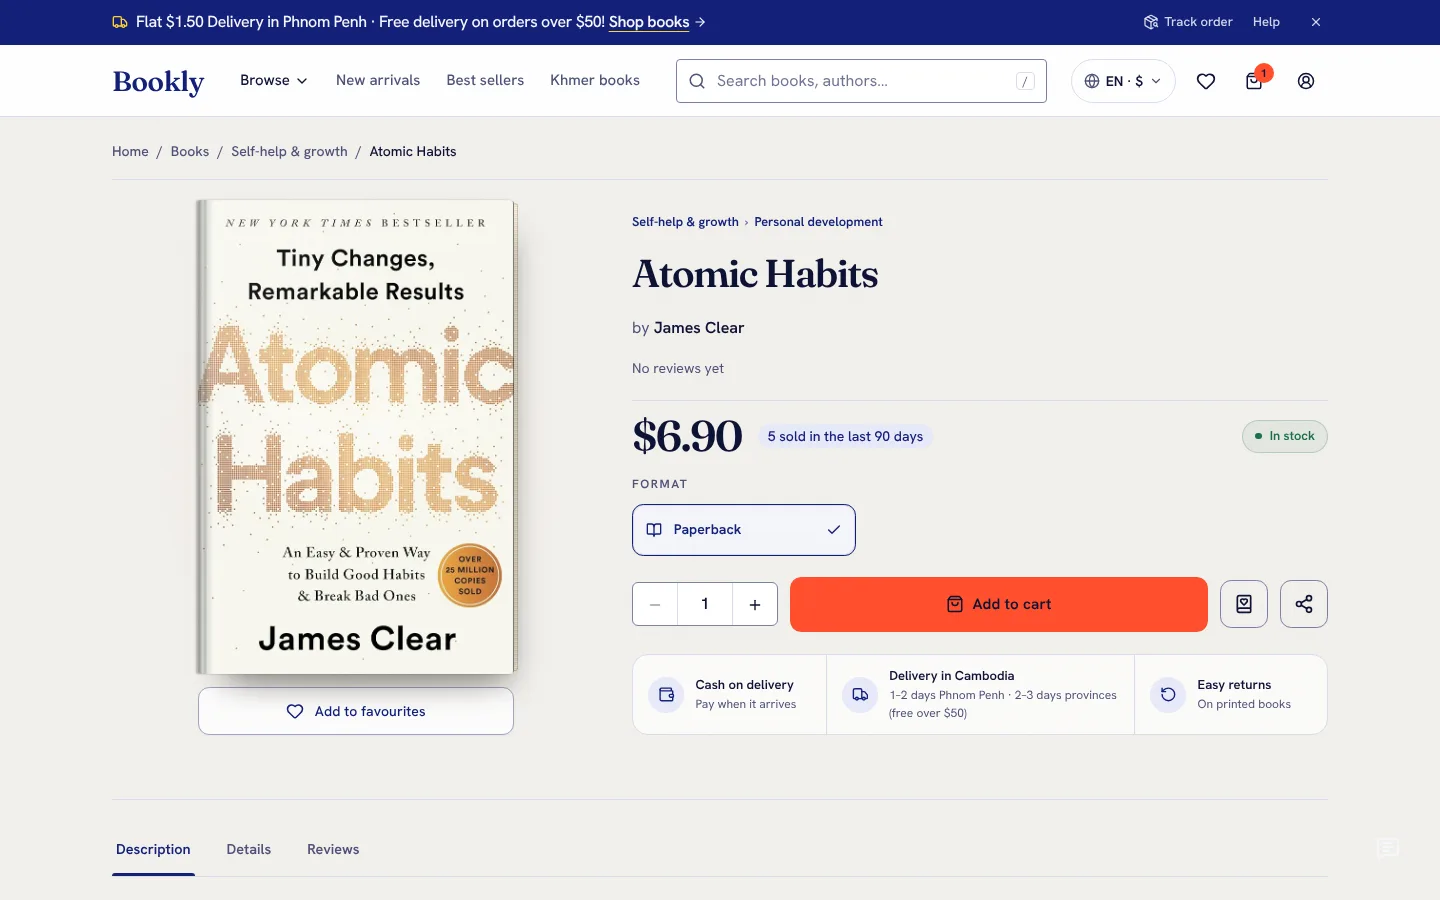 Flat $1.50 Delivery in Phnom Penh · Free delivery on orders over $50! Shop books →
Track order
Help
Bookly
Browse
New arrivals
Best sellers
Khmer books
Search books, authors...
/
EN · $
1
Home / Books / Self-help & growth / Atomic Habits
NEW YORK TIMES BESTSELLER
Tiny Changes,
Remarkable Results
Atomic
Habits
An Easy & Proven Way
to Build Good Habits
& Break Bad Ones
OVER
25 MILLION
COPIES
SOLD
James Clear
Add to favourites
Self-help & growth › Personal development
Atomic Habits
by James Clear
No reviews yet
$6.90
5 sold in the last 90 days
In stock
FORMAT
Paperback
1
Add to cart
Cash on delivery
Pay when it arrives
Delivery in Cambodia
1–2 days Phnom Penh · 2–3 days provinces
(free over $50)
Easy returns
On printed books
Description
Details
Reviews